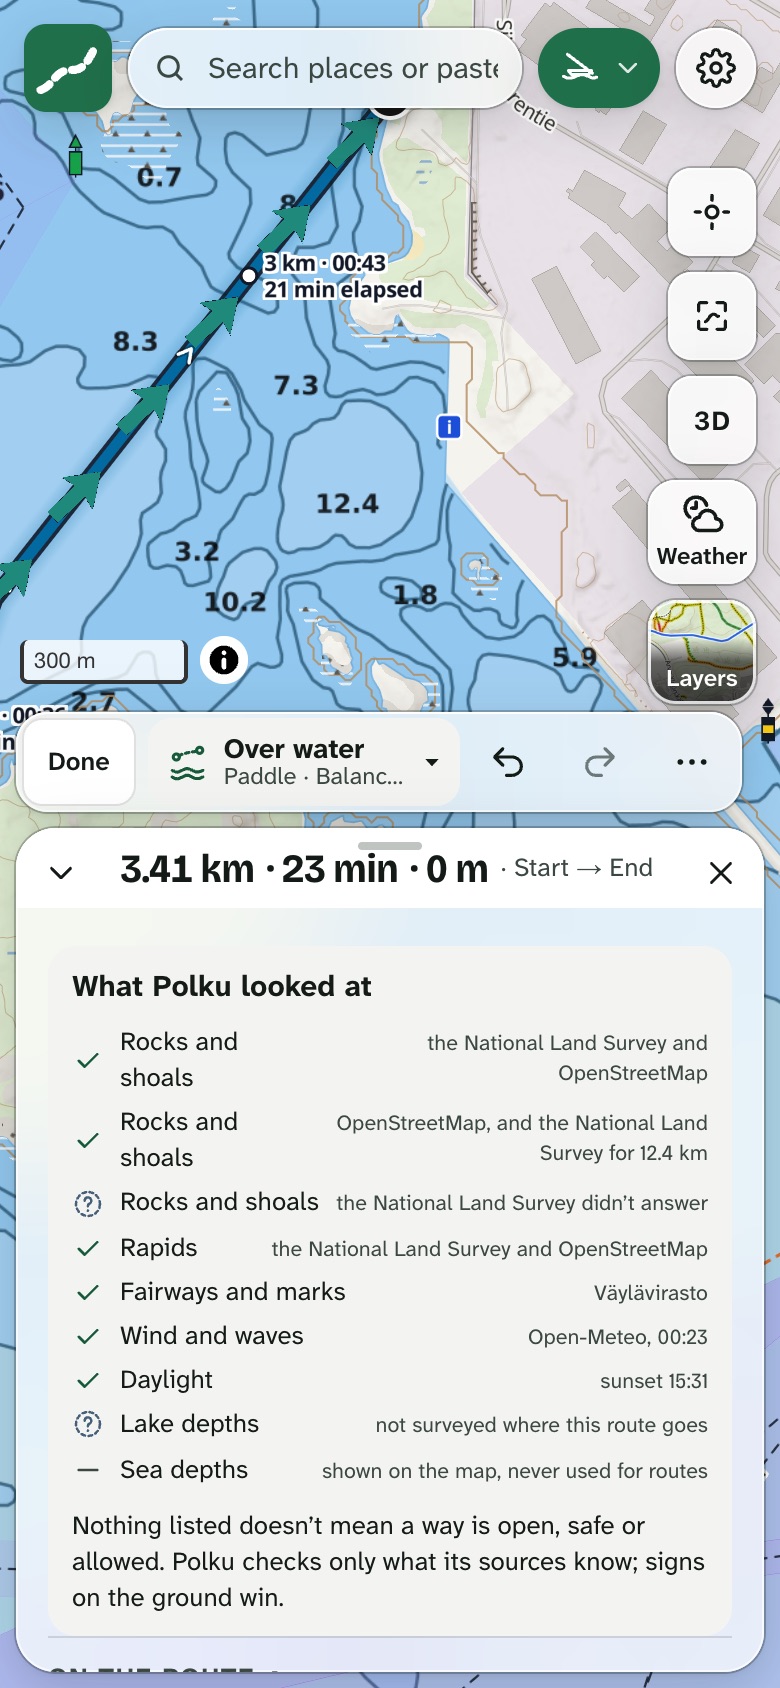 Search places or paste
rentie
0.7
8
3 km · 00:43
21 min elapsed
8.3
7.3
i
3D
12.4
3.2
Weather
10.2
1.8
300 m
5.9
Layers
2.7
Done
Over water
Paddle · Balanc...
3.41 km · 23 min · 0 m · Start → End
What Polku looked at
Rocks and
shoals
the National Land Survey and
OpenStreetMap
Rocks and
shoals
OpenStreetMap, and the National Land
Survey for 12.4 km
Rocks and shoals the National Land Survey didn’t answer
Rapids the National Land Survey and OpenStreetMap
Fairways and marks Väylävirasto
Wind and waves Open-Meteo, 00:23
Daylight sunset 15:31
Lake depths not surveyed where this route goes
Sea depths shown on the map, never used for routes
Nothing listed doesn’t mean a way is open, safe or
allowed. Polku checks only what its sources know; signs
on the ground win.
ON THE ROUTE